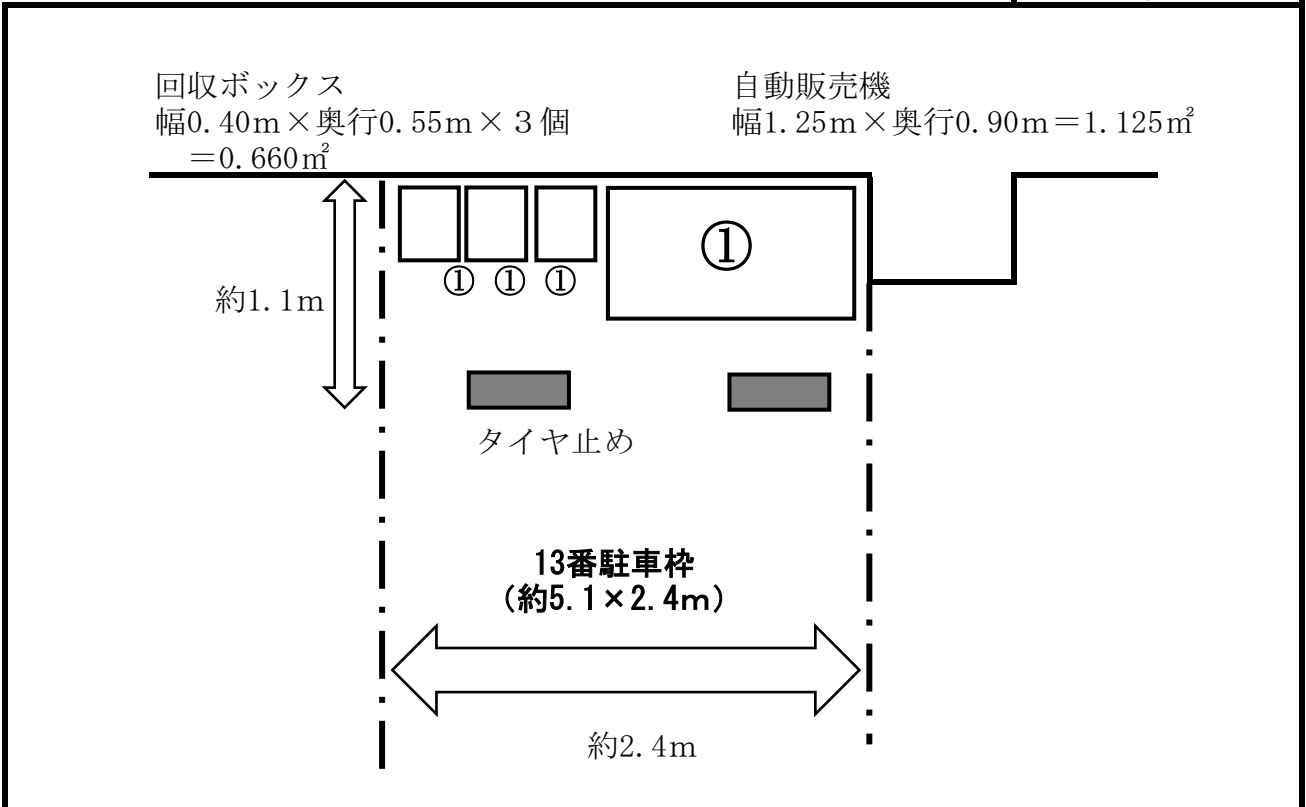 回収ボックス
幅0.40m×奥行0.55m×３個
＝0.660㎡
自動販売機
幅1.25m×奥行0.90m＝1.125㎡
①
① ① ①
約1.1m
タイヤ止め
13番駐車枠
（約5.1×2.4m）
約2.4m